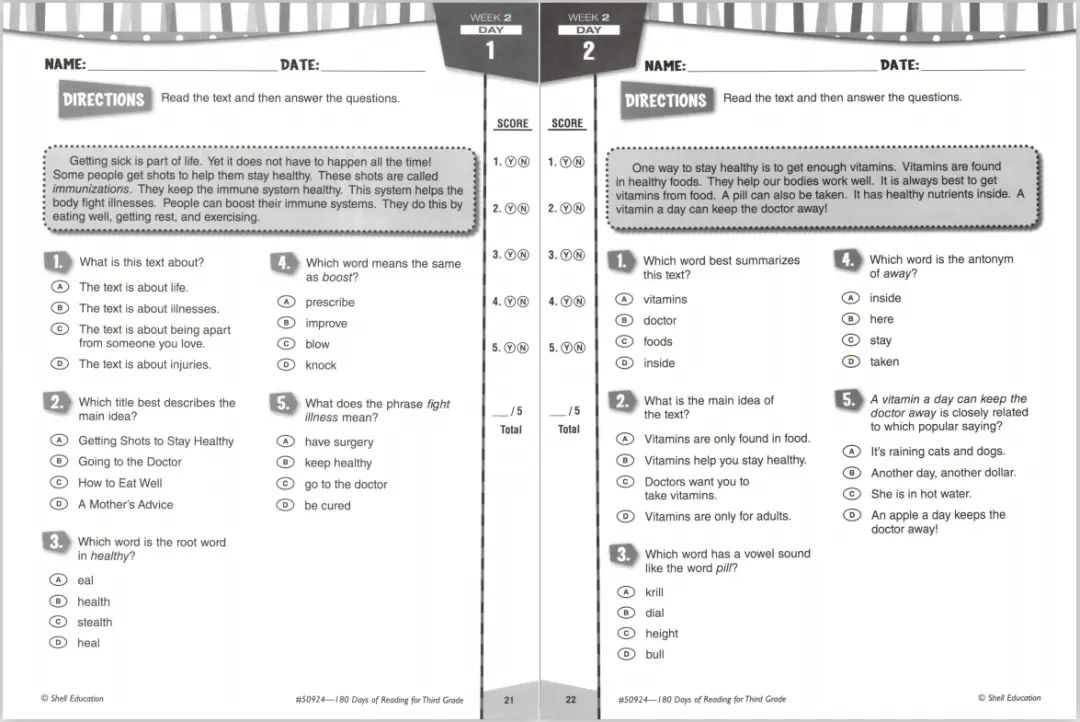 WEEK 2
DAY
1
NAME: DATE:
DIRECTIONS Read the text and then answer the questions.
Getting sick is part of life. Yet it does not have to happen all the time!
Some people get shots to help them stay healthy. These shots are called
immunizations. They keep the immune system healthy. This system helps the
body fight illnesses. People can boost their immune systems. They do this by
eating well, getting rest, and exercising.
1. What is this text about?
A The text is about life.
B The text is about illnesses.
C The text is about being apart
from someone you love.
D The text is about injuries.
2. Which title best describes the
main idea?
A Getting Shots to Stay Healthy
B Going to the Doctor
C How to Eat Well
D A Mother's Advice
3. Which word is the root word
in healthy?
A eal
B health
C stealth
D heal
4. Which word means the same
as boost?
A prescribe
B improve
C blow
D knock
5. What does the phrase fight
illness mean?
A have surgery
B keep healthy
C go to the doctor
D be cured
SCORE
1. Y N
2. Y N
3. Y N
4. Y N
5. Y N
__ /5
Total
© Shell Education
#50924—180 Days of Reading for Third Grade
21
WEEK 2
DAY
2
NAME: DATE:
DIRECTIONS Read the text and then answer the questions.
SCORE
1. Y N
2. Y N
3. Y N
4. Y N
5. Y N
__ /5
Total
One way to stay healthy is to get enough vitamins. Vitamins are found
in healthy foods. They help our bodies work well. It is always best to get
vitamins from food. A pill can also be taken. It has healthy nutrients inside. A
vitamin a day can keep the doctor away!
1. Which word best summarizes
this text?
A vitamins
B doctor
C foods
D inside
2. What is the main idea of
the text?
A Vitamins are only found in food.
B Vitamins help you stay healthy.
C Doctors want you to
take vitamins.
D Vitamins are only for adults.
3. Which word has a vowel sound
like the word pill?
A krill
B dial
C height
D bull
4. Which word is the antonym
of away?
A inside
B here
C stay
D taken
5. A vitamin a day can keep the
doctor away is closely related
to which popular saying?
A It's raining cats and dogs.
B Another day, another dollar.
C She is in hot water.
D An apple a day keeps the
doctor away!
22
#50924—180 Days of Reading for Third Grade
© Shell Education